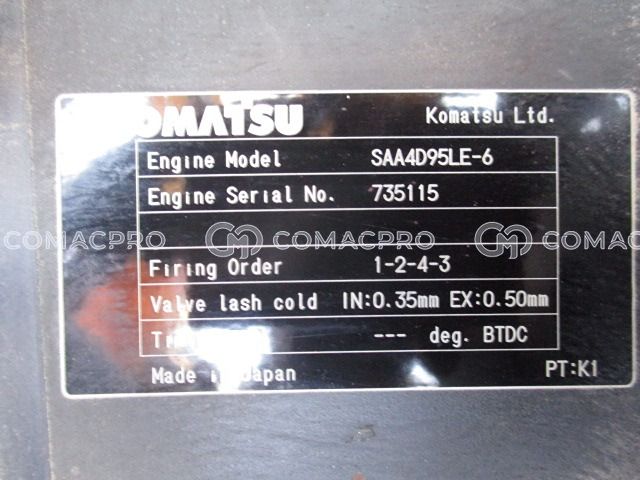 KOMATSU Komatsu Ltd.
Engine Model SAA4D95LE-6
Engine Serial No. 735115
COMACPRO COMACPRO COMACPRO
Firing Order 1-2-4-3
Valve lash cold IN:0.35mm EX:0.50mm
--- deg. BTDC
Made in Japan PT:K1